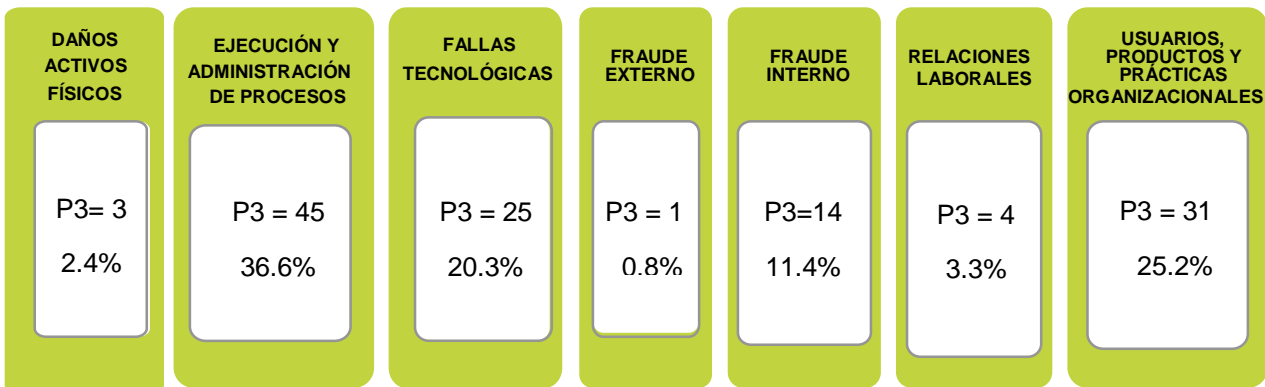 DAÑOS
ACTIVOS
FÍSICOS
P3= 3
2.4%
EJECUCIÓN Y
ADMINISTRACIÓN
DE PROCESOS
P3 = 45
36.6%
FALLAS
TECNOLÓGICAS
P3 = 25
20.3%
FRAUDE
EXTERNO
P3 = 1
0.8%
FRAUDE
INTERNO
P3=14
11.4%
RELACIONES
LABORALES
P3 = 4
3.3%
USUARIOS,
PRODUCTOS Y
PRÁCTICAS
ORGANIZACIONALES
P3 = 31
25.2%